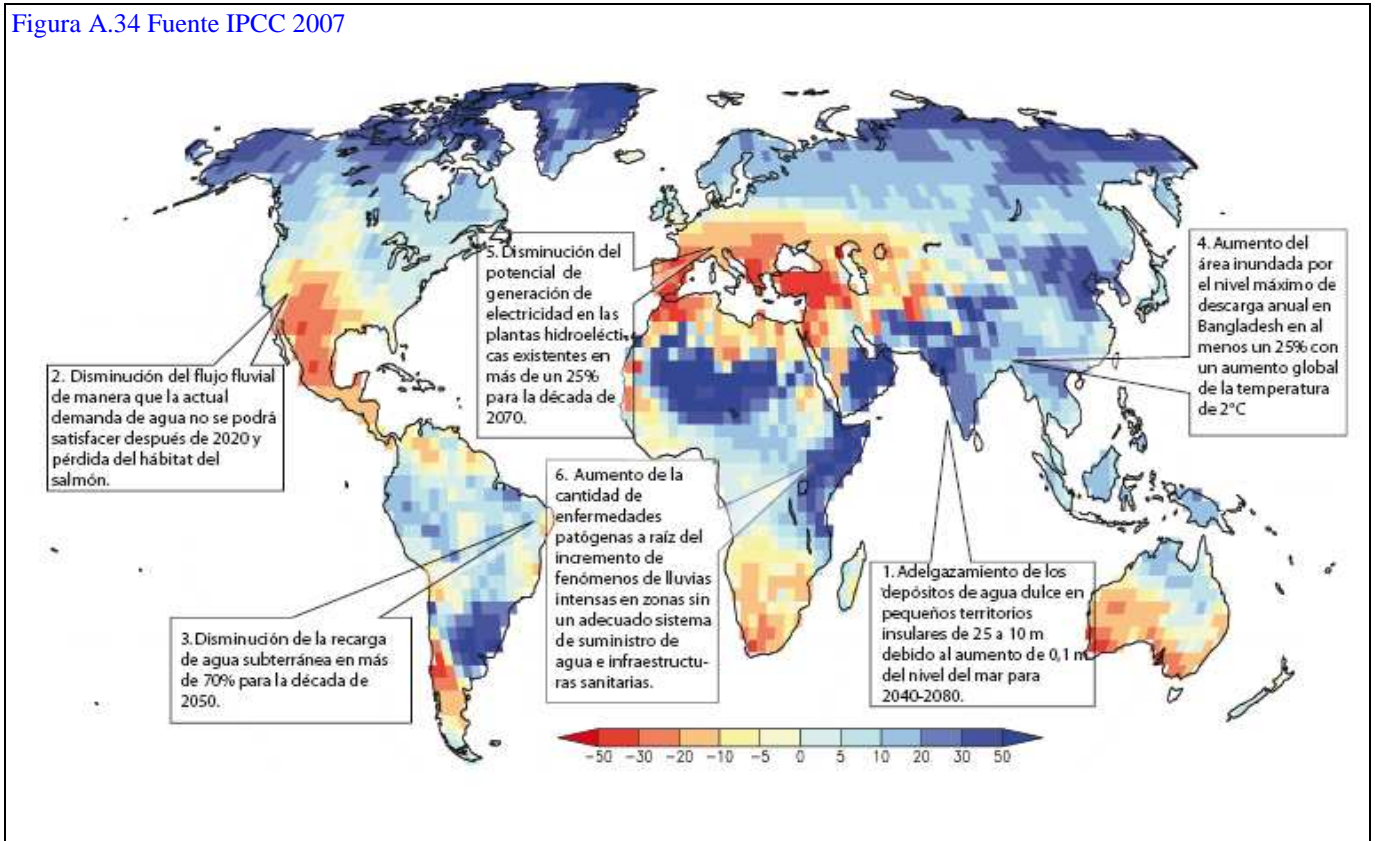 Figura A.34 Fuente IPCC 2007
5. Disminución del
potencial de
generación de
electricidad en las
plantas hidroelécti-
cas existentes en
más de un 25%
para la década de
2070.
4. Aumento del
área inundada por
el nivel máximo de
descarga anual en
Bangladesh en al
menos un 25% con
un aumento global
de la temperatura
de 2°C
2. Disminución del flujo fluvial
de manera que la actual
demanda de agua no se podrá
satisfacer después de 2020 y
pérdida del hábitat del
salmón.
6. Aumento de la
cantidad de
enfermedades
patógenas a raíz del
incremento de
fenómenos de lluvias
intensas en zonas sin
un adecuado sistema
de suministro de
agua e infraestructu-
ras sanitarias.
1. Adelgazamiento de los
depósitos de agua dulce en
pequeños territorios
insulares de 25 a 10 m
debido al aumento de 0,1 m
del nivel del mar para
2040-2080.
3. Disminución de la recarga
de agua subterránea en más
de 70% para la década de
2050.
−50 −30 −20 −10 −5 0 5 10 20 30 50